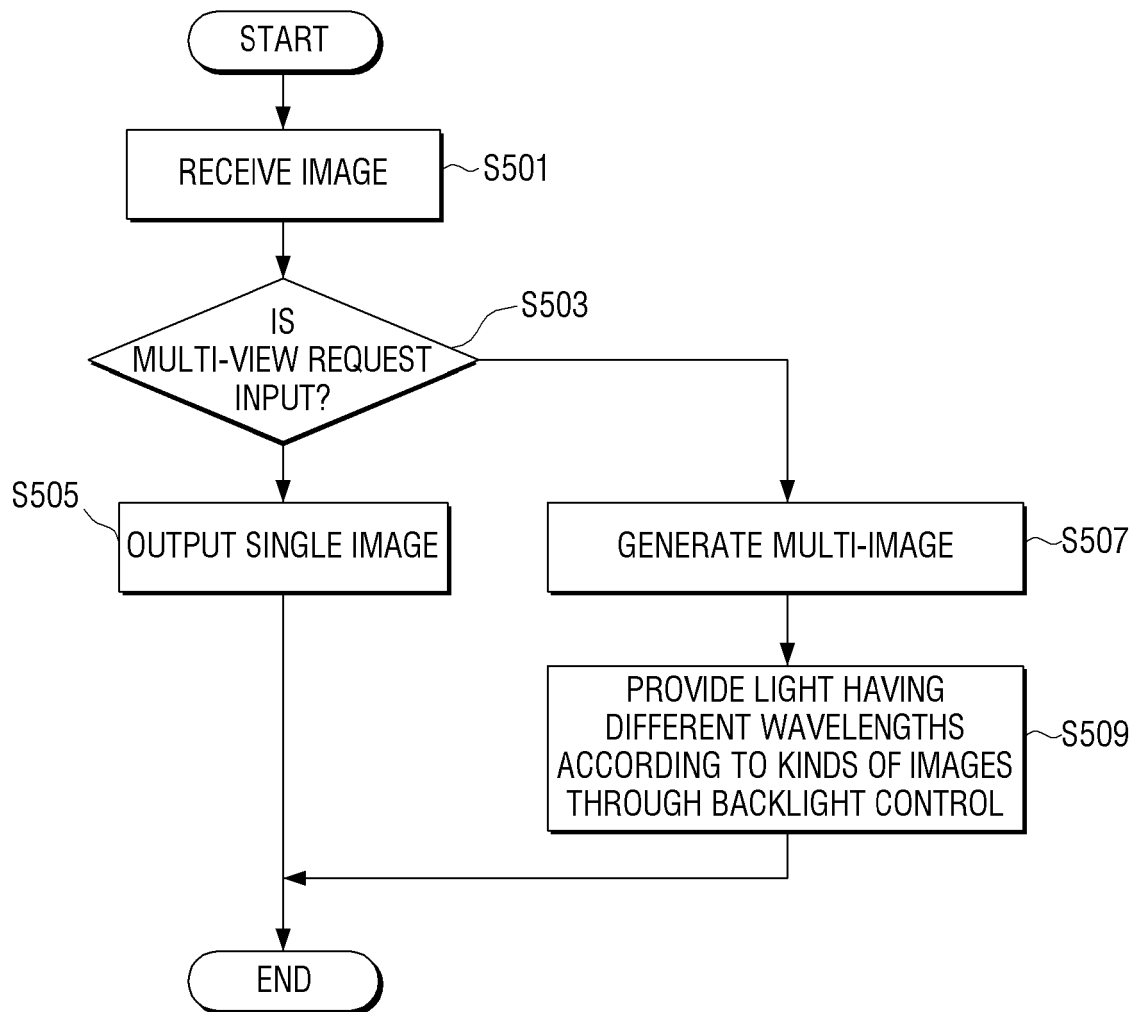 START
RECEIVE IMAGE
S501
IS
MULTI-VIEW REQUEST
INPUT?
S503
S505
OUTPUT SINGLE IMAGE
GENERATE MULTI-IMAGE
S507
PROVIDE LIGHT HAVING
DIFFERENT WAVELENGTHS
ACCORDING TO KINDS OF IMAGES
THROUGH BACKLIGHT CONTROL
S509
END